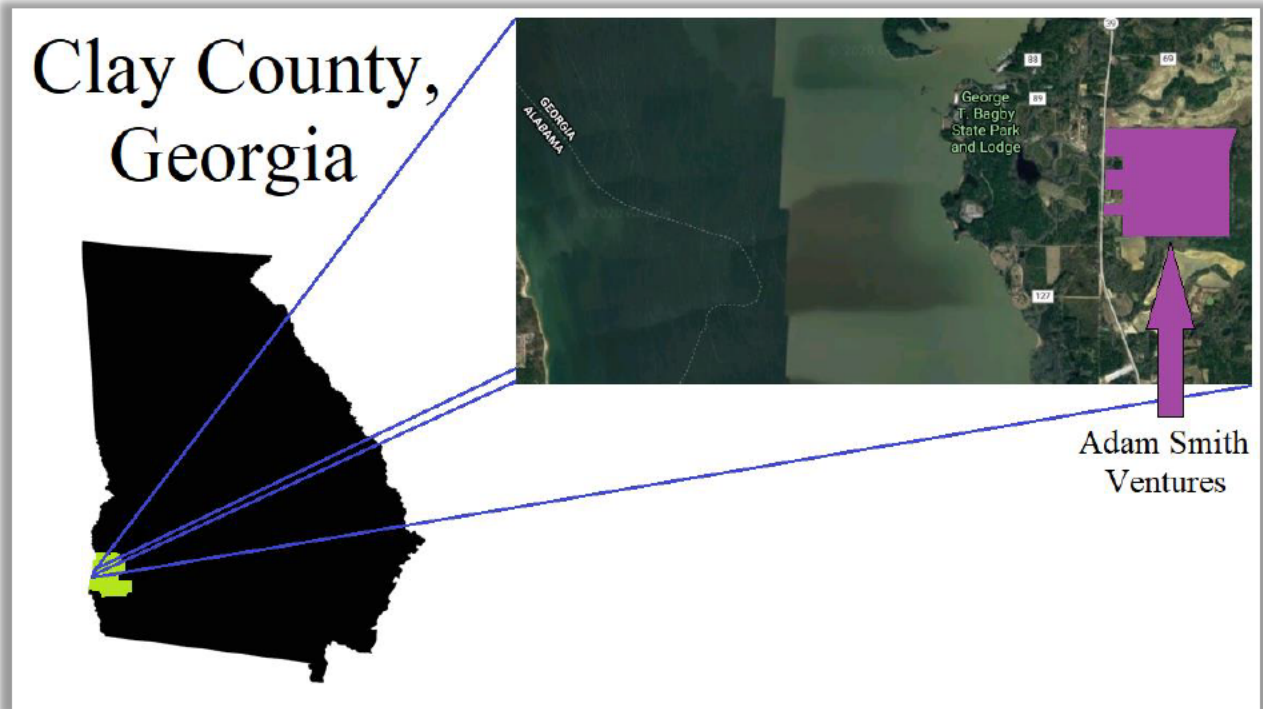 Clay County,
Georgia
39
88
69
89
George
T. Bagby
State Park
and Lodge
GEORGIA
ALABAMA
127
Adam Smith
Ventures